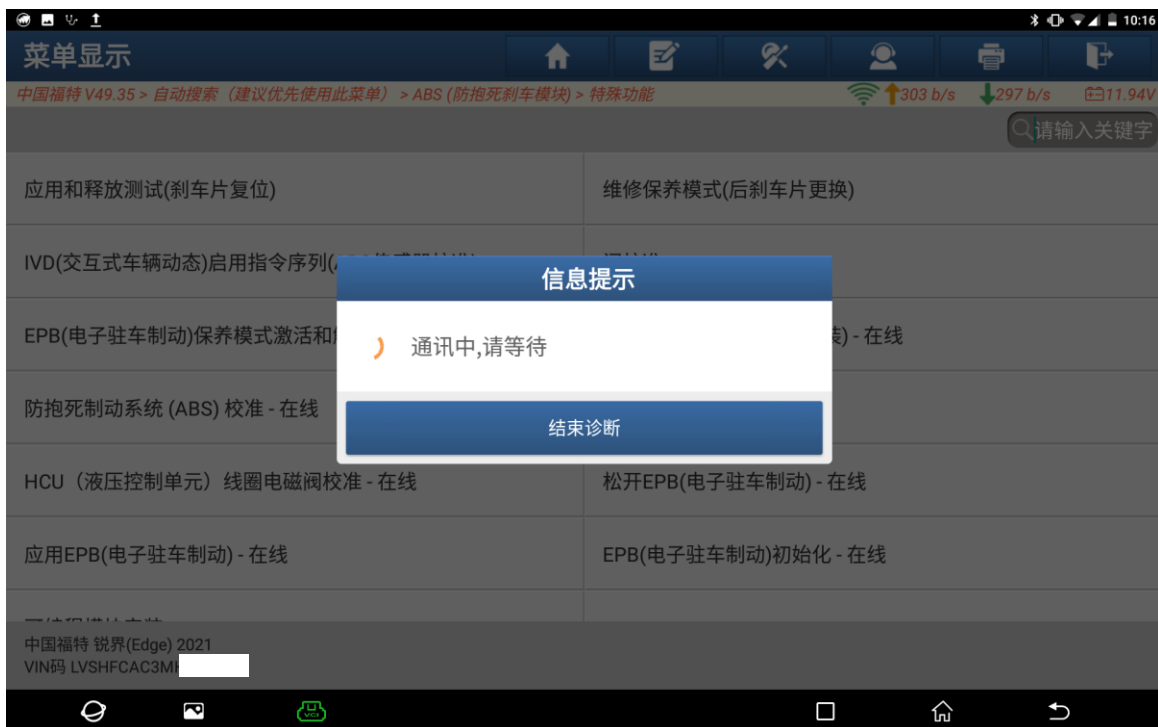 10:16
菜单显示
中国福特 V49.35 > 自动搜索（建议优先使用此菜单）> ABS (防抱死刹车模块) > 特殊功能
303 b/s 297 b/s 11.94V
请输入关键字
应用和释放测试(刹车片复位)
维修保养模式(后刹车片更换)
IVD(交互式车辆动态)启用指令序列(
信息提示
EPB(电子驻车制动)保养模式激活和
通讯中,请等待
) - 在线
防抱死制动系统 (ABS) 校准 - 在线
结束诊断
HCU（液压控制单元）线圈电磁阀校准 - 在线
松开EPB(电子驻车制动) - 在线
应用EPB(电子驻车制动) - 在线
EPB(电子驻车制动)初始化 - 在线
中国福特 锐界(Edge) 2021
VIN码 LVSHFCAC3M
VCI